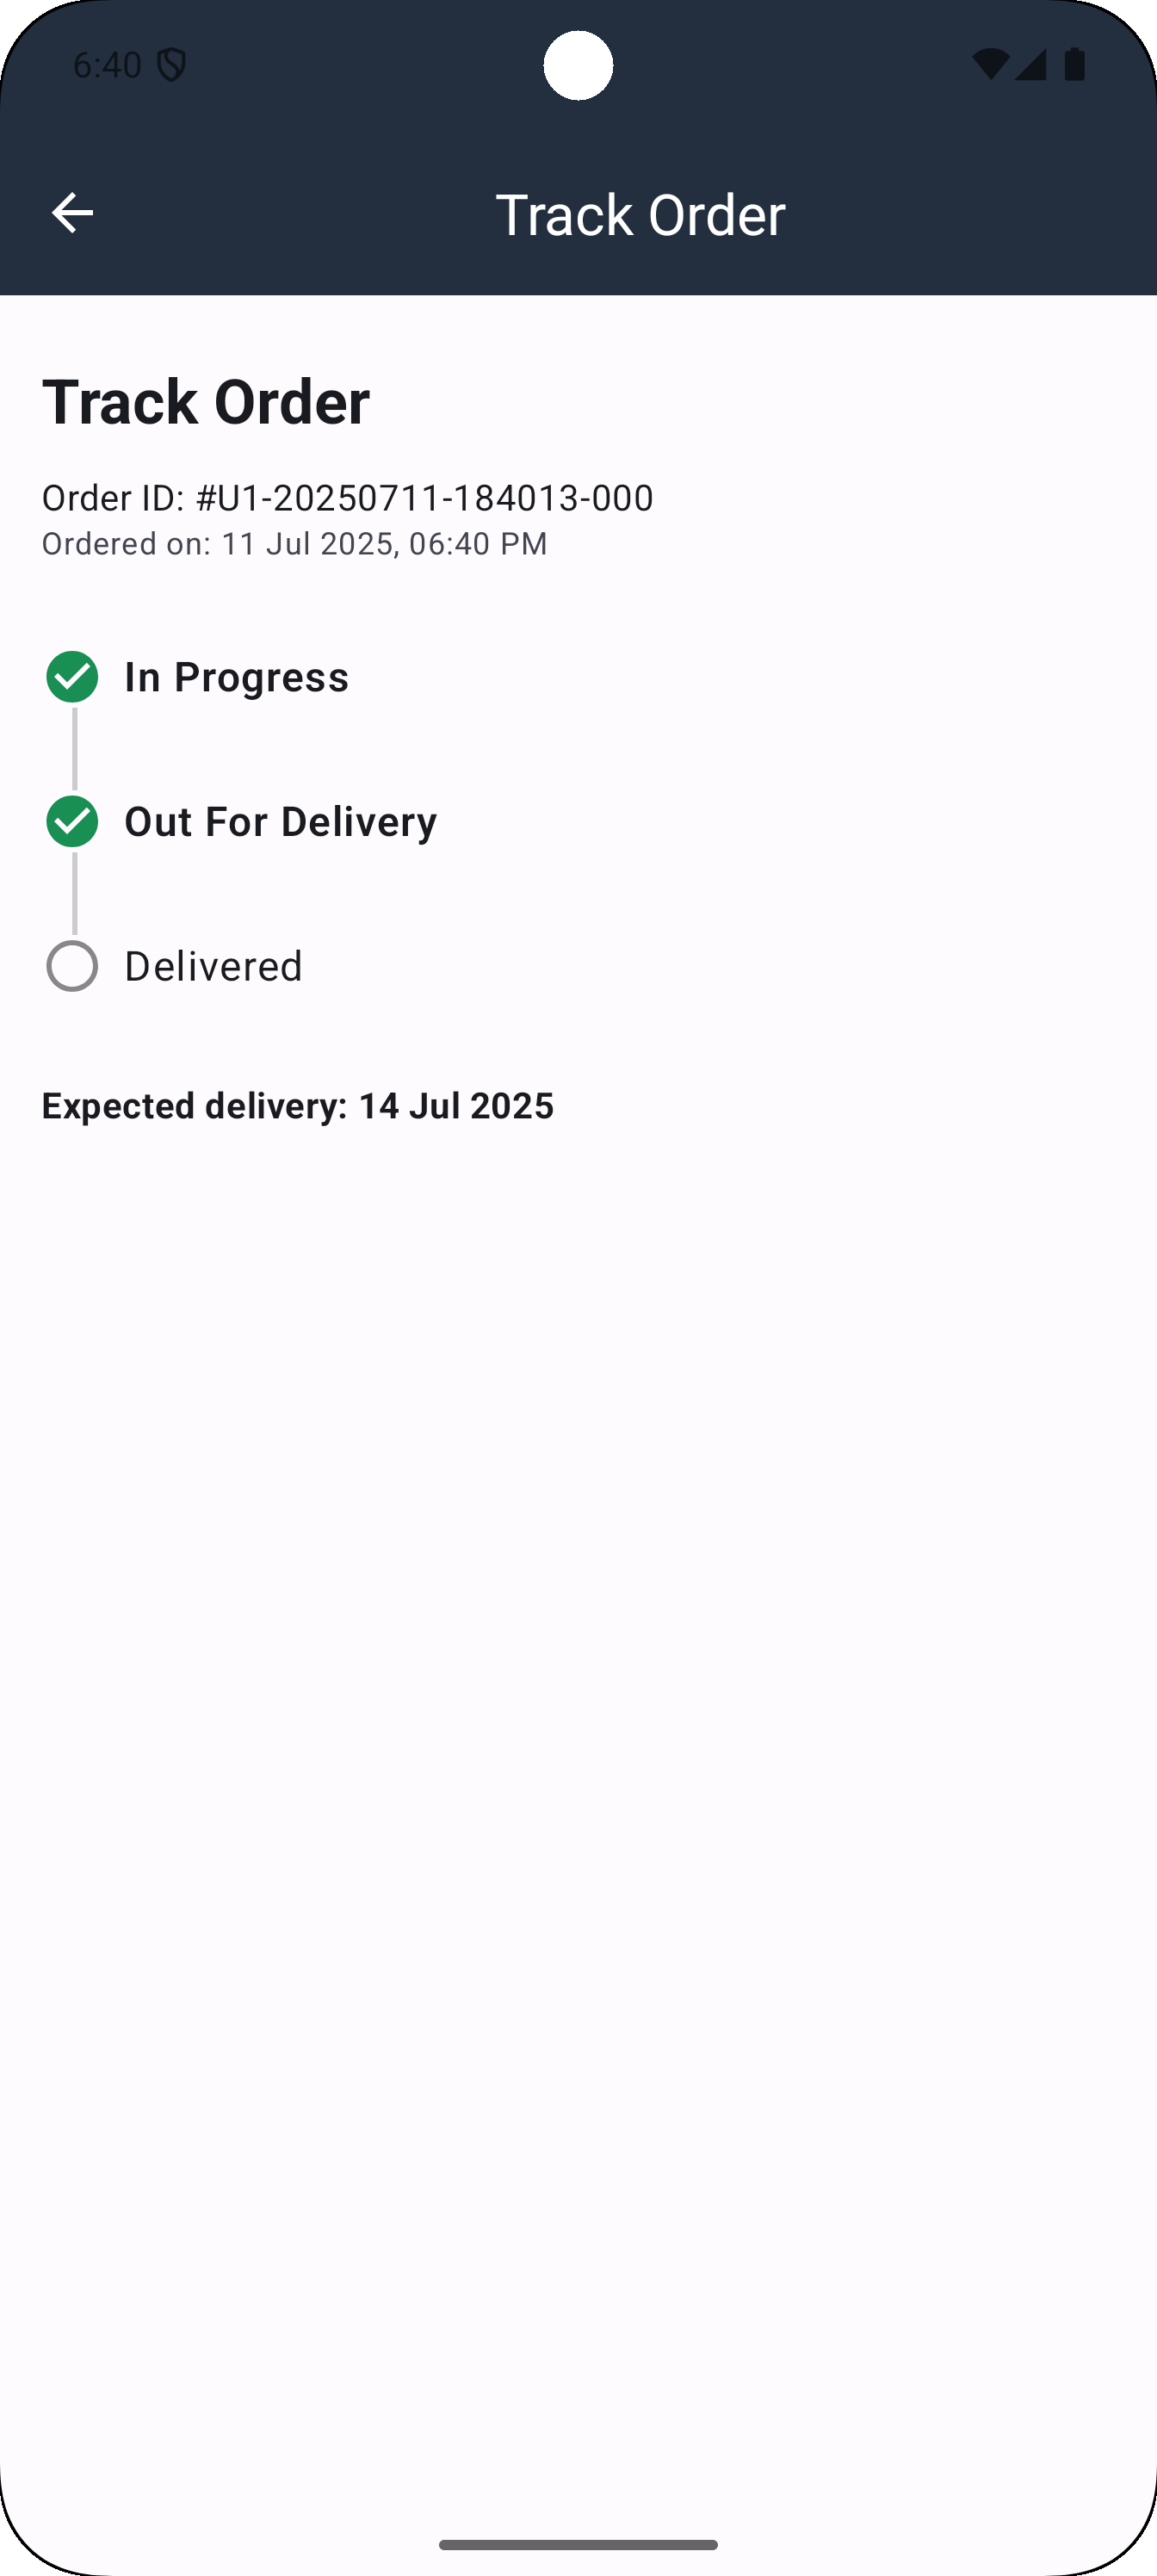 6:40
Track Order
Track Order
Order ID: #U1-20250711-184013-000
Ordered on: 11 Jul 2025, 06:40 PM
In Progress
Out For Delivery
Delivered
Expected delivery: 14 Jul 2025